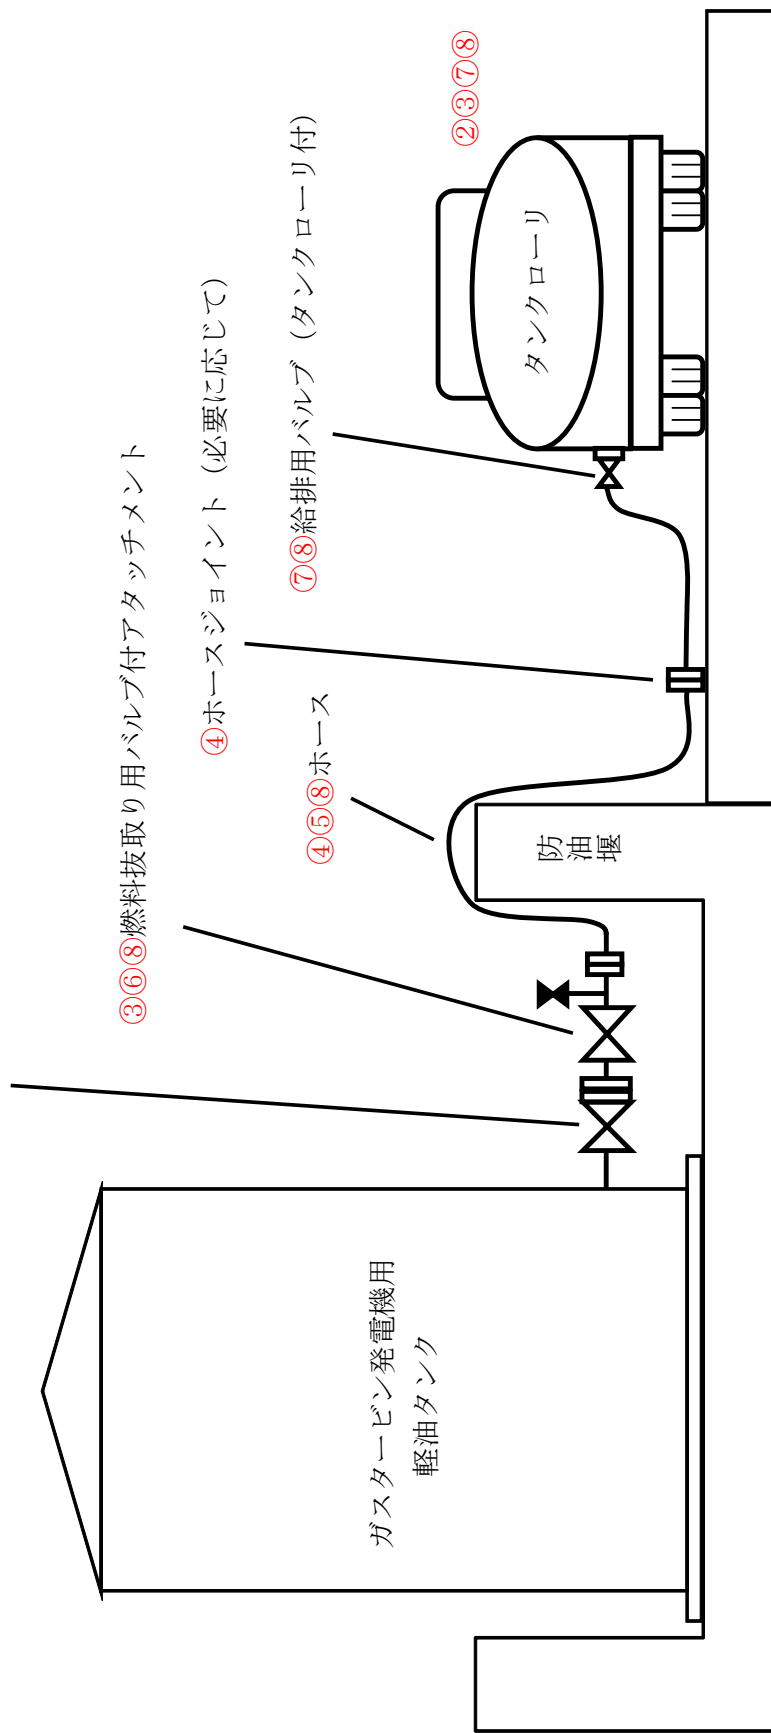 ③⑥⑧燃料抜取り用バルブ付アタッチメント
④ホースジョイント（必要に応じて）
⑦⑧給排用バルブ（タンクローリ付）
④⑤⑧ホース
②③⑦⑧
タンクローリ
防
油
堰
ガスタービン発電機用
軽油タンク